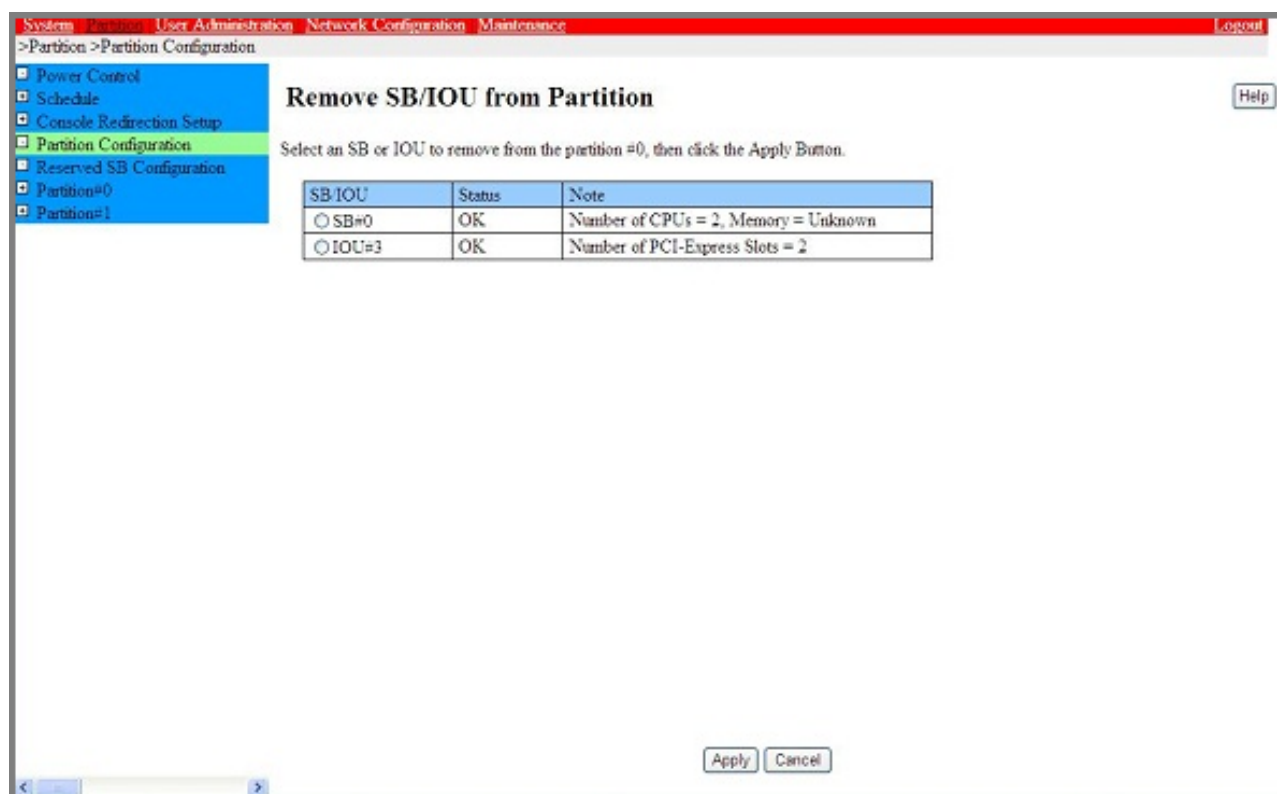 System Partition User Administration Network Configuration Maintenance Logout
>Partition >Partition Configuration
Power Control
Schedule
Console Redirection Setup
Partition Configuration
Reserved SB Configuration
Partition#0
Partition#1
Remove SB/IOU from Partition
Help
Select an SB or IOU to remove from the partition #0, then click the Apply Button.
SB/IOU Status Note
SB#0 OK Number of CPUs = 2, Memory = Unknown
IOU#3 OK Number of PCI-Express Slots = 2
Apply Cancel